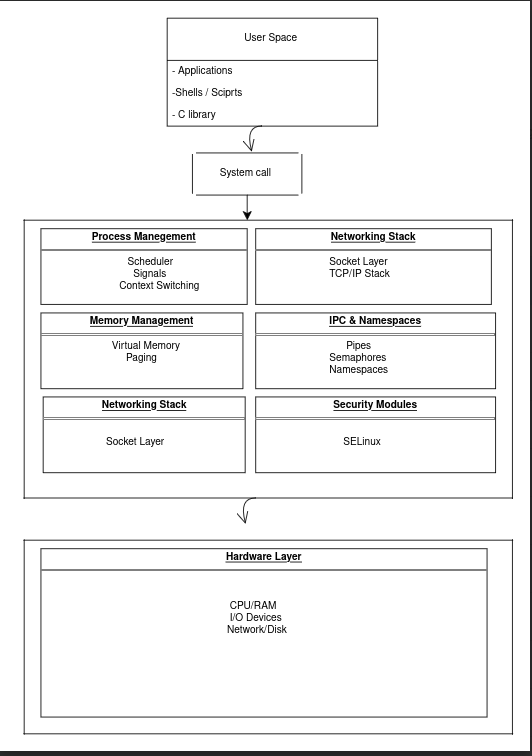 User Space
- Applications
-Shells / Sciprts
- C library
System call
Process Manegement
Scheduler
Signals
Context Switching
Networking Stack
Socket Layer
TCP/IP Stack
Memory Management
Virtual Memory
Paging
IPC & Namespaces
Pipes
Semaphores
Namespaces
Networking Stack
Socket Layer
Security Modules
SELinux
Hardware Layer
CPU/RAM
I/O Devices
Network/Disk